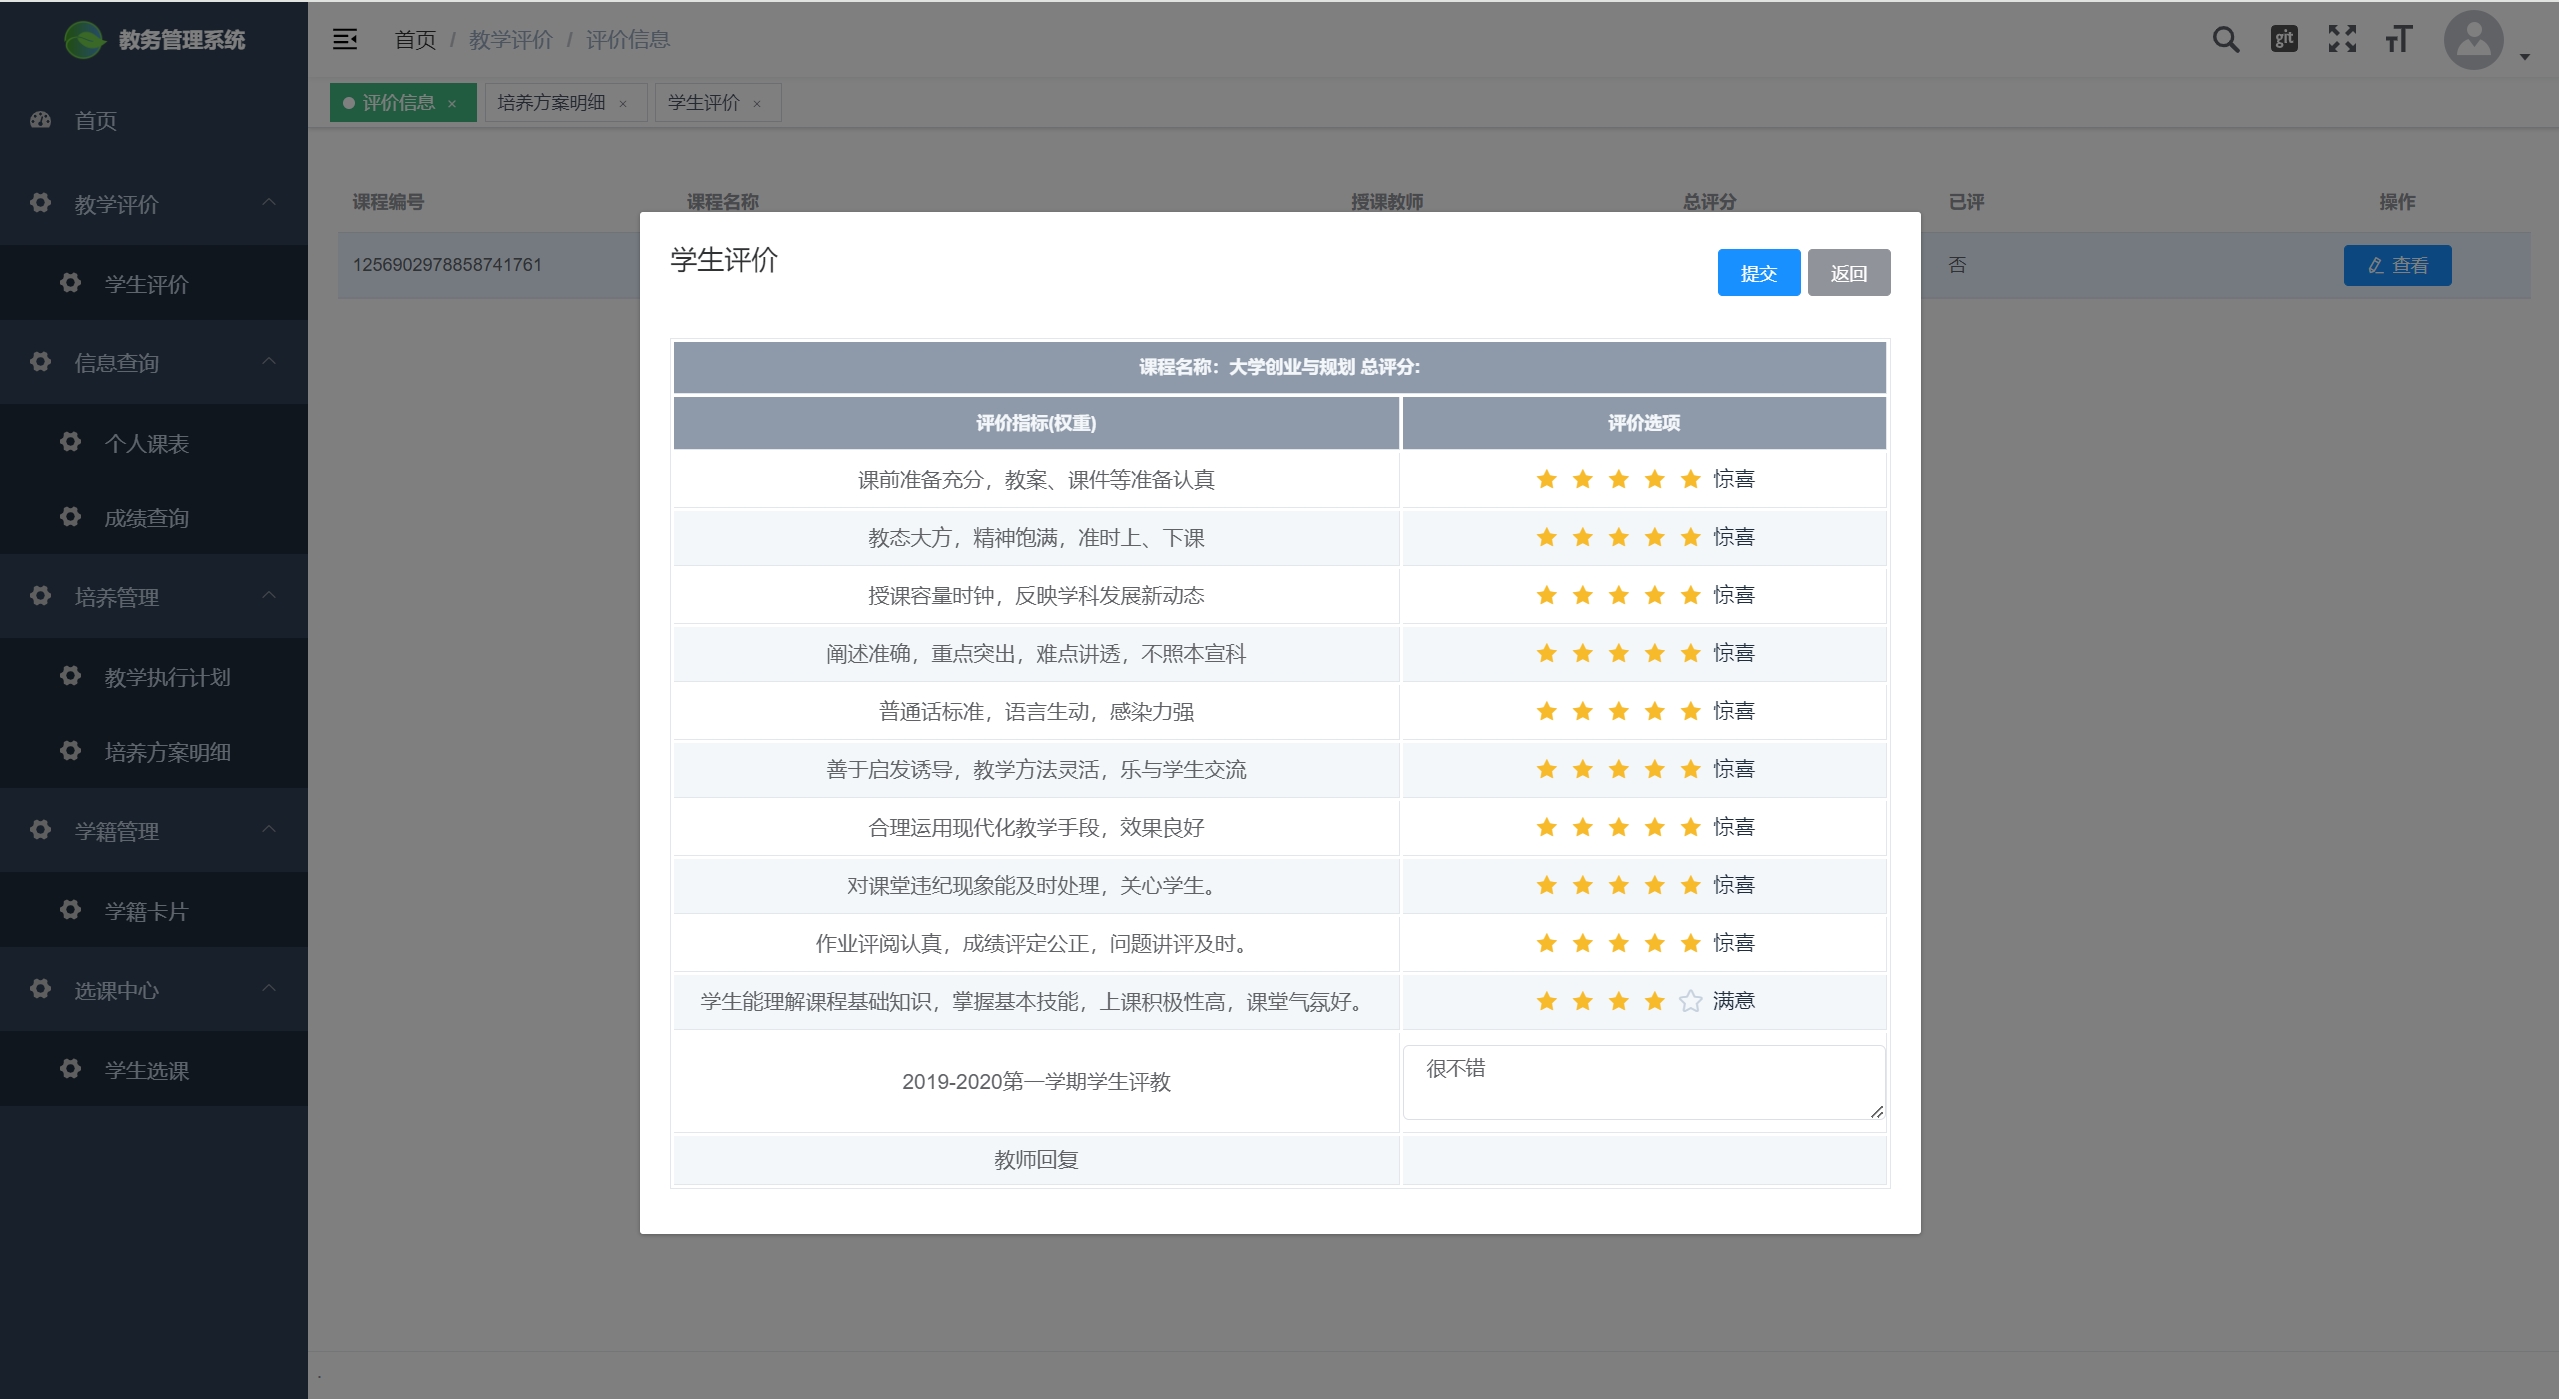 教务管理系统
首页 / 教学评价 / 评价信息
git
评价信息 × 培养方案明细 × 学生评价 ×
首页
教学评价
学生评价
信息查询
个人课表
成绩查询
培养管理
教学执行计划
培养方案明细
学籍管理
学籍卡片
选课中心
学生选课
课程编号 课程名称 授课教师 总评分 已评 操作
1256902978858741761 否 查看
学生评价 提交 返回
课程名称：大学创业与规划 总评分:
评价指标(权重) 评价选项
课前准备充分，教案、课件等准备认真 惊喜
教态大方，精神饱满，准时上、下课 惊喜
授课容量时钟，反映学科发展新动态 惊喜
阐述准确，重点突出，难点讲透，不照本宣科 惊喜
普通话标准，语言生动，感染力强 惊喜
善于启发诱导，教学方法灵活，乐与学生交流 惊喜
合理运用现代化教学手段，效果良好 惊喜
对课堂违纪现象能及时处理，关心学生。 惊喜
作业评阅认真，成绩评定公正，问题讲评及时。 惊喜
学生能理解课程基础知识，掌握基本技能，上课积极性高，课堂气氛好。 满意
2019-2020第一学期学生评教 很不错
教师回复